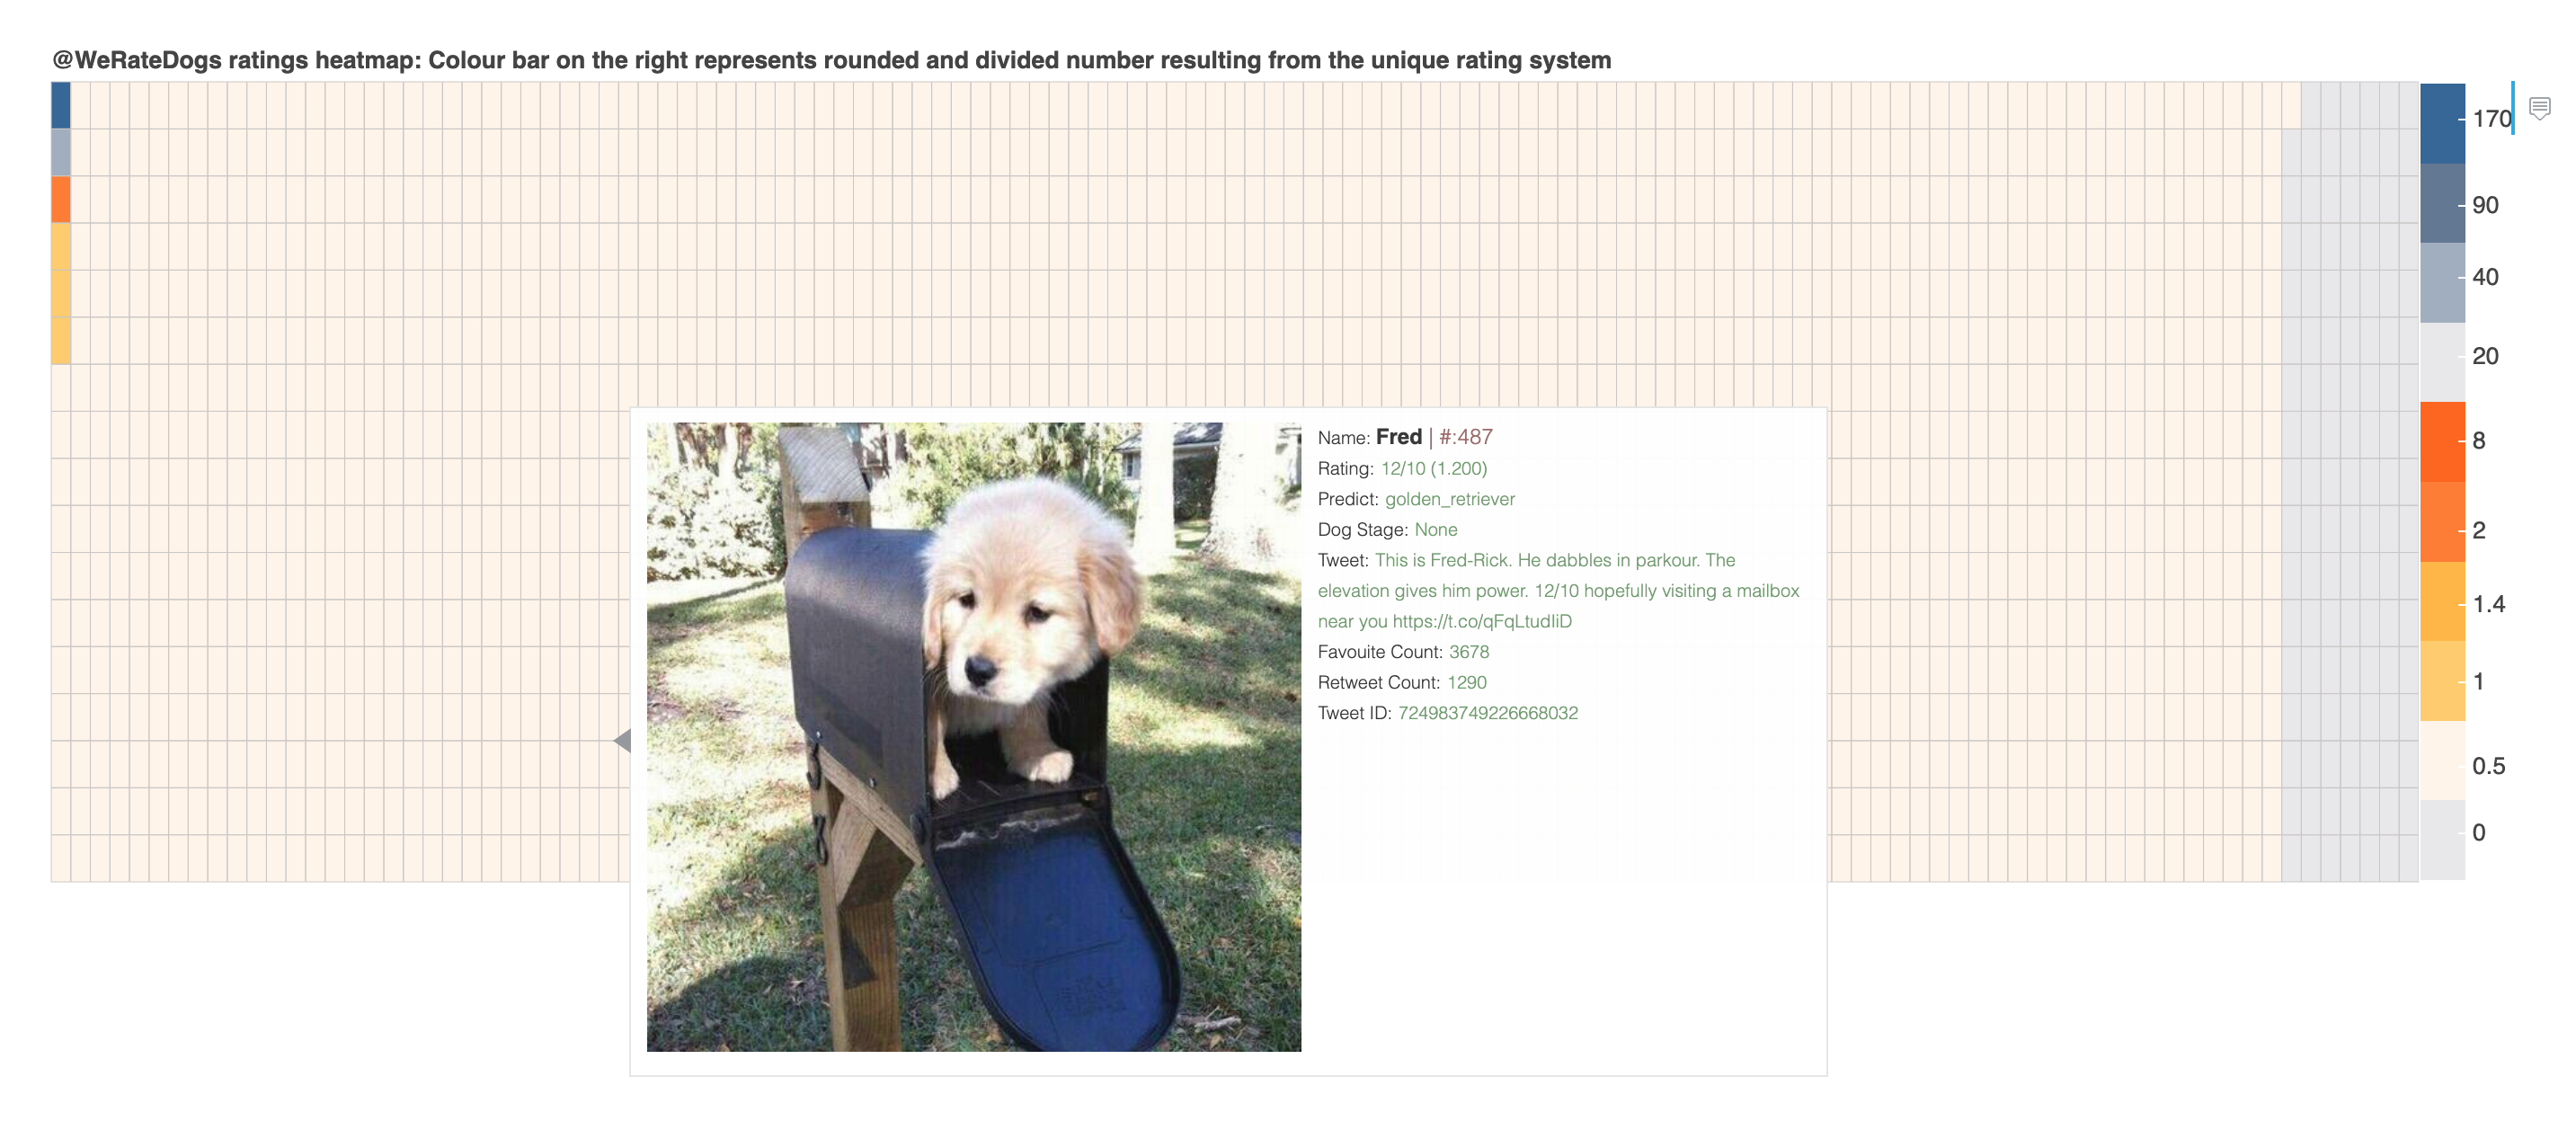 @WeRateDogs ratings heatmap: Colour bar on the right represents rounded and divided number resulting from the unique rating system
170
90
40
20
8
2
1.4
1
0.5
0
Name: Fred | #:487
Rating: 12/10 (1.200)
Predict: golden_retriever
Dog Stage: None
Tweet: This is Fred-Rick. He dabbles in parkour. The
elevation gives him power. 12/10 hopefully visiting a mailbox
near you https://t.co/qFqLtudIiD
Favouite Count: 3678
Retweet Count: 1290
Tweet ID: 724983749226668032